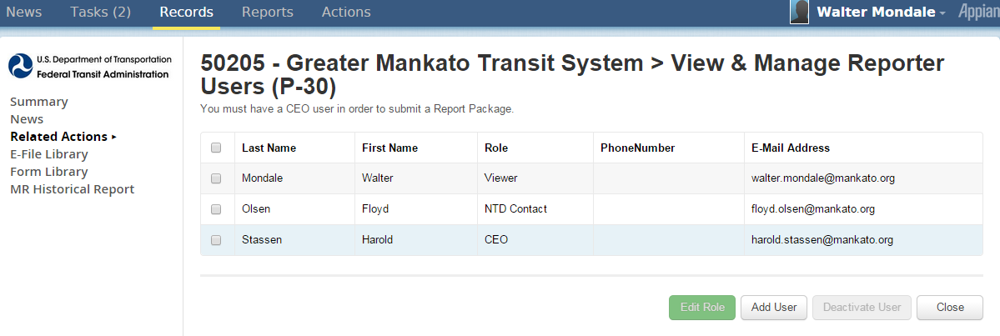 News Tasks (2) Records Reports Actions Walter Mondale Appian
U.S. Department of Transportation
Federal Transit Administration
Summary
News
Related Actions ▸
E-File Library
Form Library
MR Historical Report
50205 - Greater Mankato Transit System > View & Manage Reporter
Users (P-30)
You must have a CEO user in order to submit a Report Package.
Last Name First Name Role PhoneNumber E-Mail Address
Mondale Walter Viewer walter.mondale@mankato.org
Olsen Floyd NTD Contact floyd.olsen@mankato.org
Stassen Harold CEO harold.stassen@mankato.org
Edit Role Add User Deactivate User Close